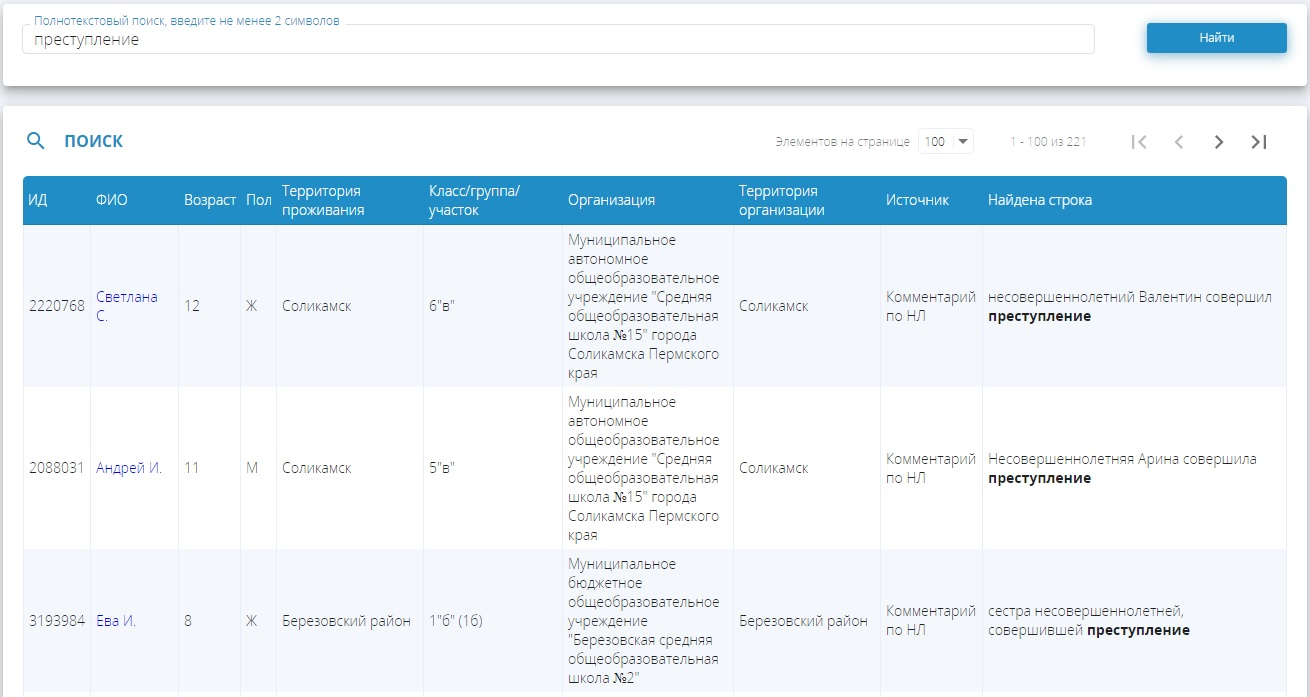 Полнотекстовый поиск, введите не менее 2 символов
преступление
Найти
ПОИСК
Элементов на странице 100 1 - 100 из 221
ИД
ФИО
Возраст
Пол
Территория
проживания
Класс/группа/
участок
Организация
Территория
организации
Источник
Найдена строка
2220768
Светлана
С.
12
Ж
Соликамск
6"в"
Муниципальное
автономное
общеобразовательное
учреждение "Средняя
общеобразовательная
школа №15" города
Соликамска Пермского
края
Соликамск
Комментарий
по НЛ
несовершеннолетний Валентин совершил
преступление
2088031
Андрей И.
11
М
Соликамск
5"в"
Муниципальное
автономное
общеобразовательное
учреждение "Средняя
общеобразовательная
школа №15" города
Соликамска Пермского
края
Соликамск
Комментарий
по НЛ
Несовершеннолетняя Арина совершила
преступление
3193984
Ева И.
8
Ж
Березовский район
1"б" (1б)
Муниципальное
бюджетное
общеобразовательное
учреждение
"Березовская средняя
общеобразовательная
школа №2"
Березовский район
Комментарий
по НЛ
сестра несовершеннолетней,
совершившей преступление